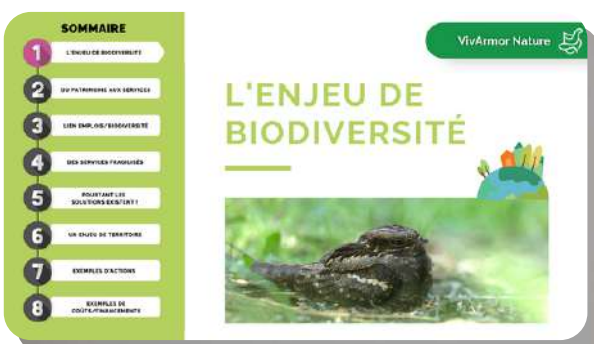 SOMMAIRE
1
L'ENJEU DE BIODIVERSITÉ
2
DU PATRIMOINE AUX SERVICES
3
LIEN EMPLOIS/BIODIVERSITÉ
4
DES SERVICES FRAGILISÉS
5
POURTANT LES
SOLUTIONS EXISTENT !
6
UN ENJEU DE TERRITOIRE
7
EXEMPLES D'ACTIONS
8
EXEMPLES DE
COÛTS/FINANCEMENTS
VivArmor Nature
L'ENJEU DE
BIODIVERSITÉ